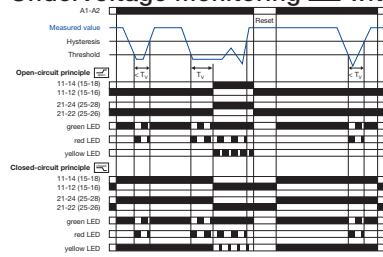 Undervoltage monitoring
A1-A2
Reset
Measured value
Hysteresis
Threshold
< Tv
Tv
< Tv
Open-circuit principle
11-14 (15-18)
11-12 (15-16)
21-24 (25-28)
21-22 (25-26)
green LED
red LED
yellow LED
Closed-circuit principle
11-14 (15-18)
11-12 (15-16)
21-24 (25-28)
21-22 (25-26)
green LED
red LED
yellow LED